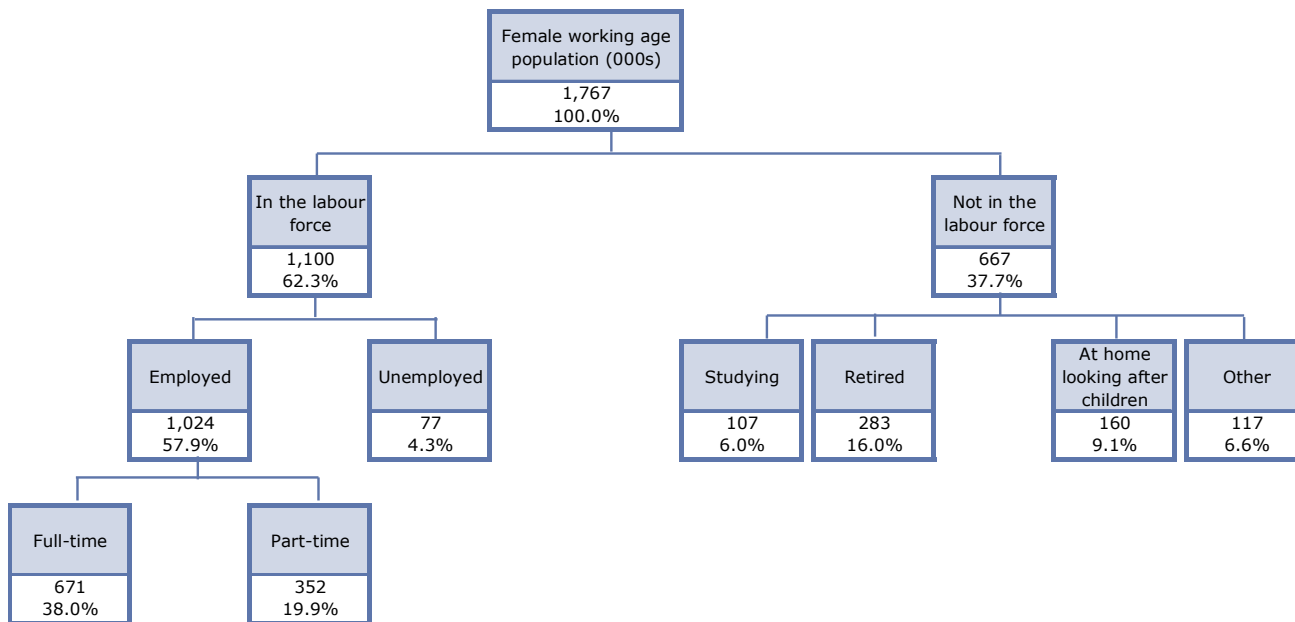 Female working age
population (000s)
1,767
100.0%
In the labour
force
1,100
62.3%
Not in the
labour force
667
37.7%
Employed
1,024
57.9%
Unemployed
77
4.3%
Studying
107
6.0%
Retired
283
16.0%
At home
looking after
children
160
9.1%
Other
117
6.6%
Full-time
671
38.0%
Part-time
352
19.9%